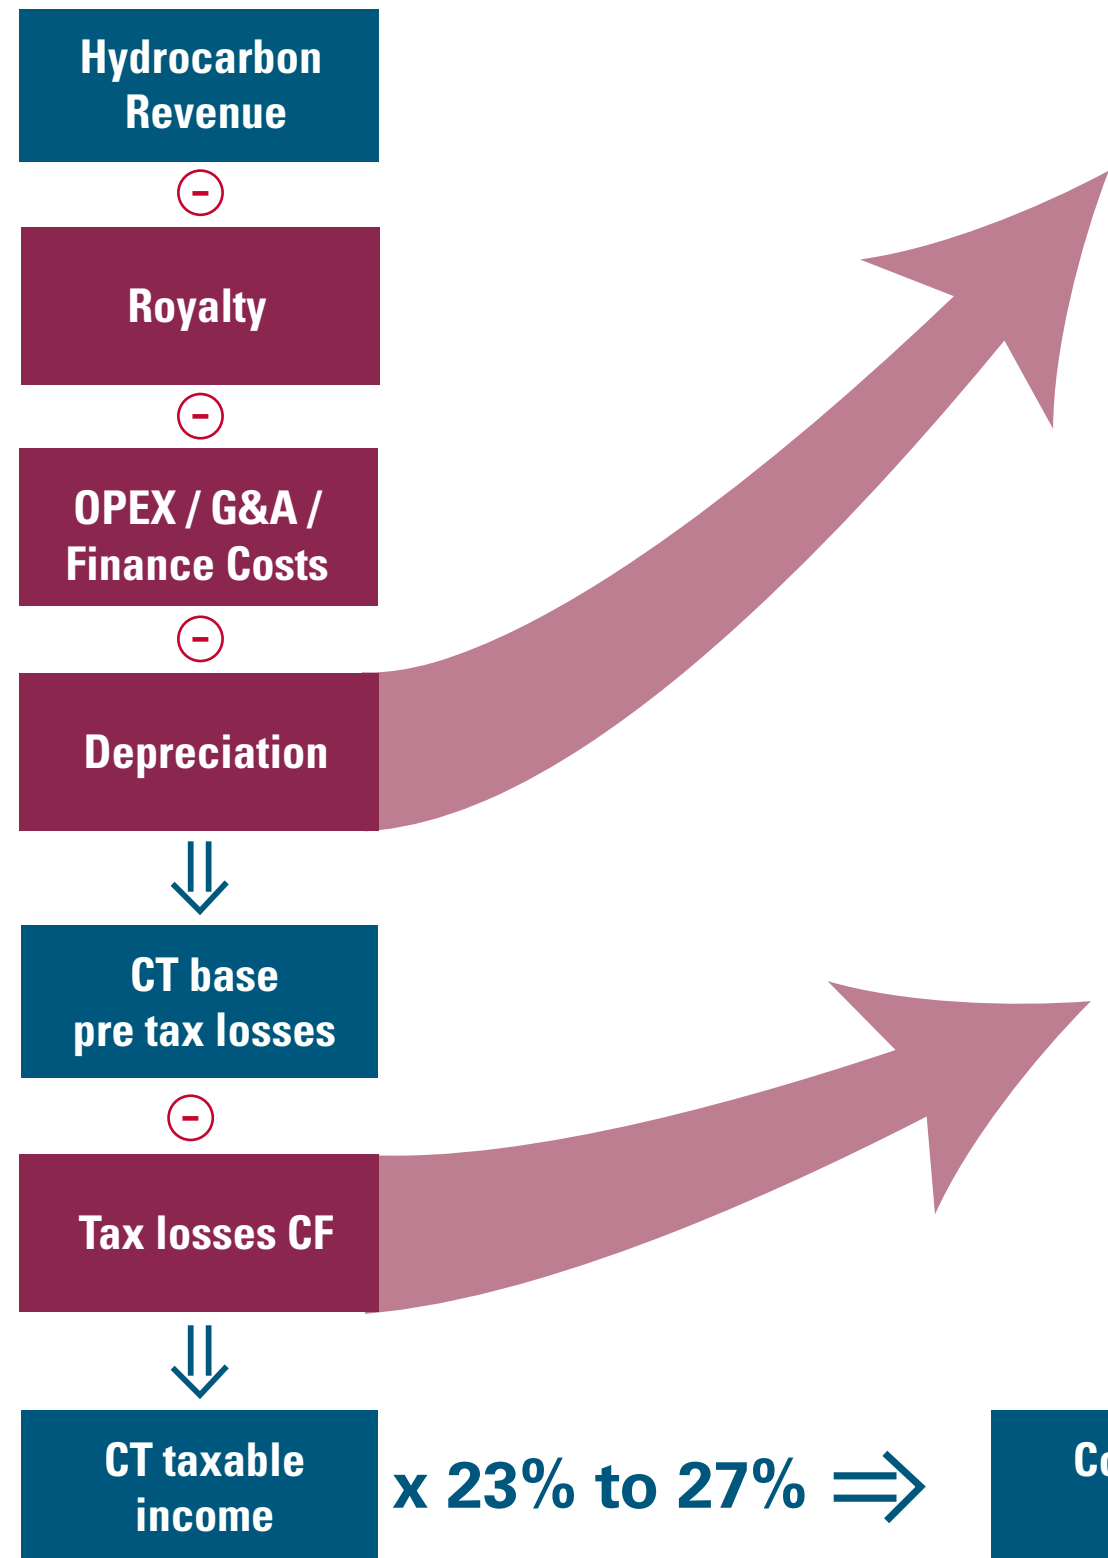 Hydrocarbon
Revenue
-
Royalty
-
OPEX / G&A /
Finance Costs
-
Depreciation
CT base
pre tax losses
-
Tax losses CF
CT taxable
income
x 23% to 27%